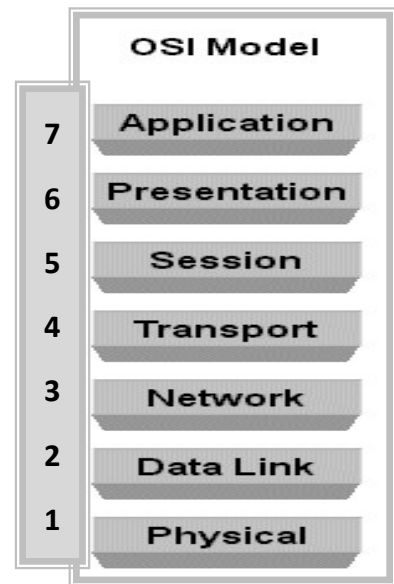 OSI Model
7 Application
6 Presentation
5 Session
4 Transport
3 Network
2 Data Link
1 Physical